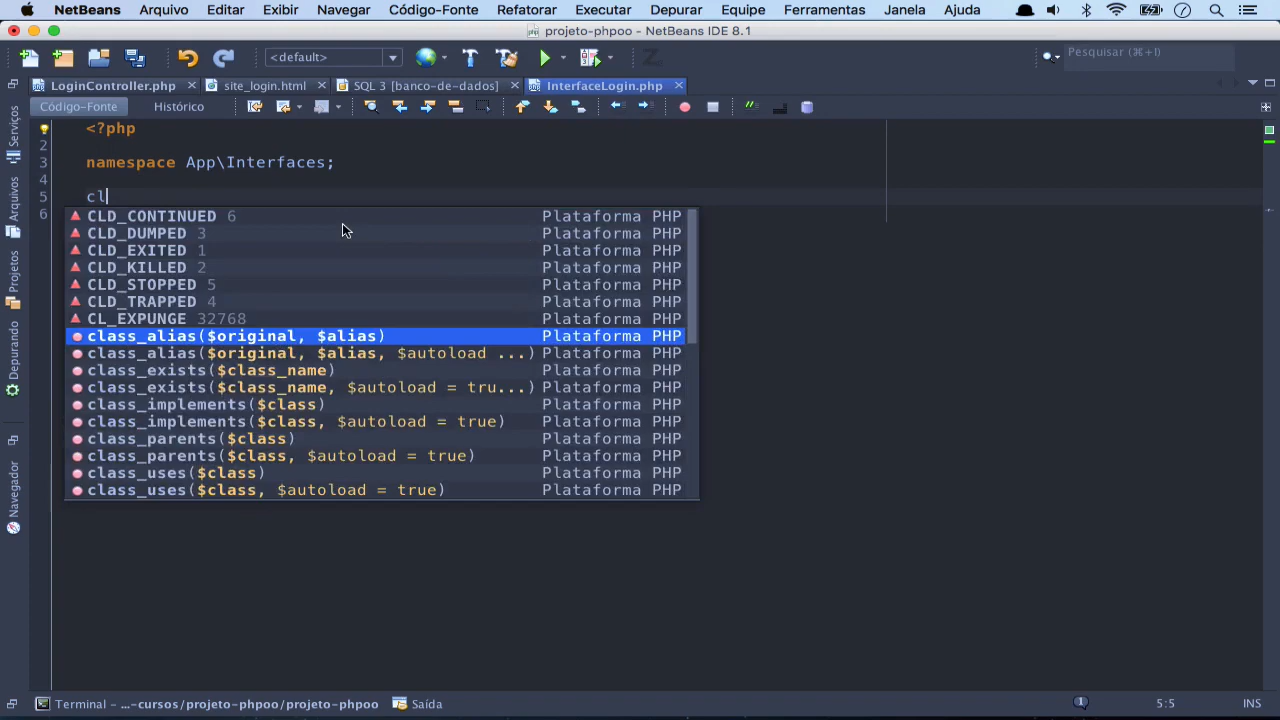 NetBeans Arquivo Editar Exibir Navegar Código-Fonte Refatorar Executar Depurar Equipe Ferramentas Janela Ajuda
projeto-phpoo - NetBeans IDE 8.1
<default>
Pesquisar (⌘+I)
LoginController.php
site_login.html
SQL 3 [banco-de-dados]
InterfaceLogin.php
Código-Fonte
Histórico
Serviços
Arquivos
Projetos
Depurando
Navegador
<?php
2
3 namespace App\Interfaces;
4
5 cl
6
CLD_CONTINUED 6 Plataforma PHP
CLD_DUMPED 3 Plataforma PHP
CLD_EXITED 1 Plataforma PHP
CLD_KILLED 2 Plataforma PHP
CLD_STOPPED 5 Plataforma PHP
CLD_TRAPPED 4 Plataforma PHP
CL_EXPUNGE 32768 Plataforma PHP
class_alias($original, $alias) Plataforma PHP
class_alias($original, $alias, $autoload ...) Plataforma PHP
class_exists($class_name) Plataforma PHP
class_exists($class_name, $autoload = tru...) Plataforma PHP
class_implements($class) Plataforma PHP
class_implements($class, $autoload = true) Plataforma PHP
class_parents($class) Plataforma PHP
class_parents($class, $autoload = true) Plataforma PHP
class_uses($class) Plataforma PHP
class_uses($class, $autoload = true) Plataforma PHP
Terminal - ...-cursos/projeto-phpoo/projeto-phpoo
Saída
1
5:5
INS